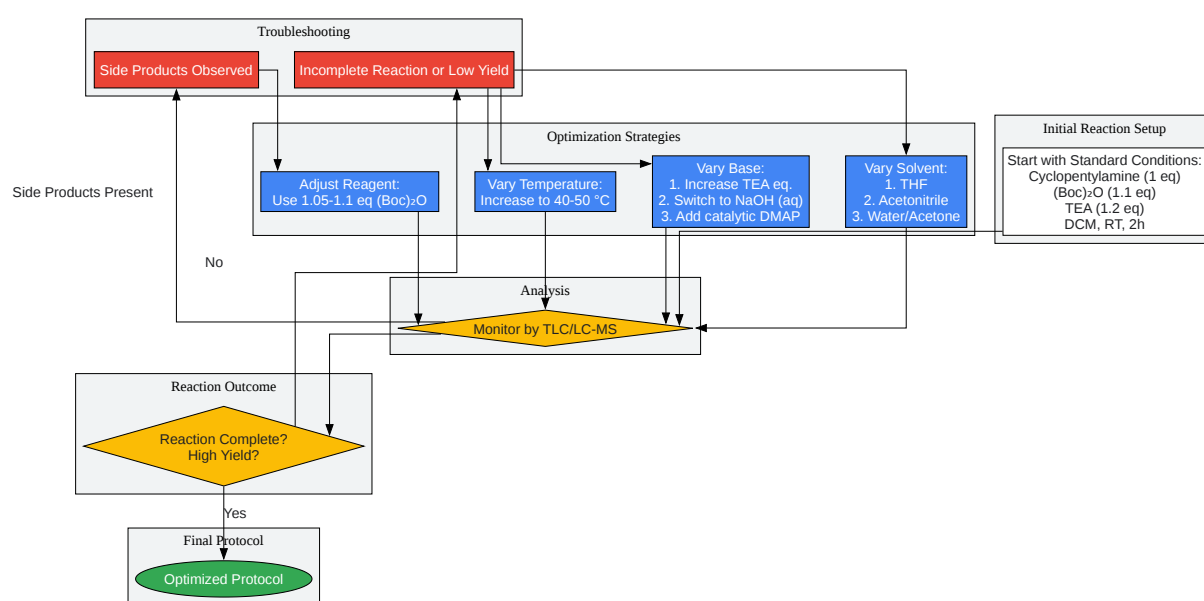 Troubleshooting
Side Products Observed
Incomplete Reaction or Low Yield
Optimization Strategies
Initial Reaction Setup
Start with Standard Conditions:
Cyclopentylamine (1 eq)
(Boc)₂O (1.1 eq)
TEA (1.2 eq)
DCM, RT, 2h
Side Products Present
Adjust Reagent:
Use 1.05-1.1 eq (Boc)₂O
Vary Temperature:
Increase to 40-50 °C
Vary Base:
1. Increase TEA eq.
2. Switch to NaOH (aq)
3. Add catalytic DMAP
Vary Solvent:
1. THF
2. Acetonitrile
3. Water/Acetone
No
Analysis
Monitor by TLC/LC-MS
Reaction Outcome
Reaction Complete?
High Yield?
Yes
Final Protocol
Optimized Protocol